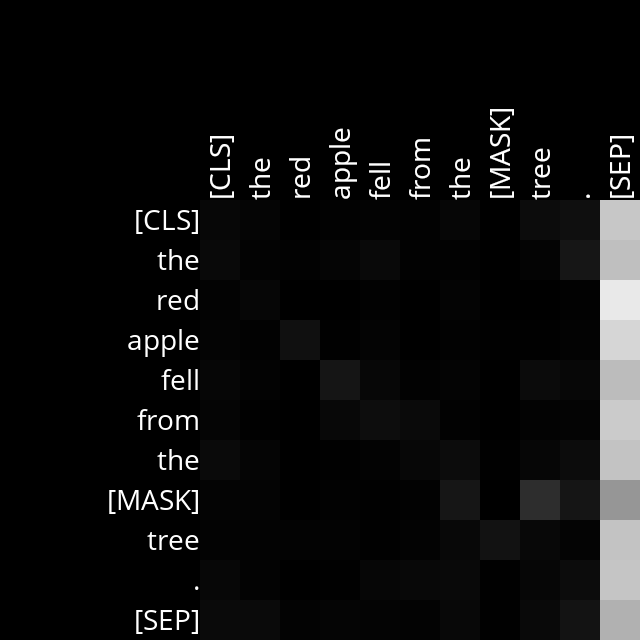 [CLS] the red apple fell from the [MASK] tree . [SEP]
[CLS]
the
red
apple
fell
from
the
[MASK]
tree
.
[SEP]